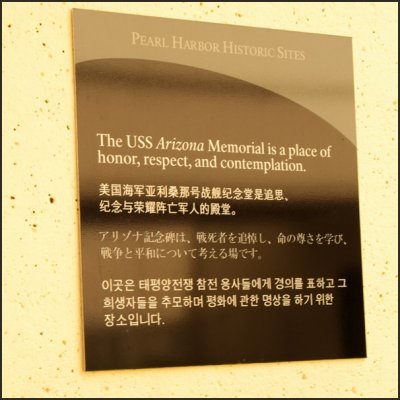 PEARL HARBOR HISTORIC SITES
The USS Arizona Memorial is a place of
honor, respect, and contemplation.
美国海军亚利桑那号战舰纪念堂是追思、
纪念与荣耀阵亡军人的殿堂。
アリゾナ記念碑は、戦死者を追悼し、命の尊さを学び、
戦争と平和について考える場です。
이곳은 태평양전쟁 참전 용사들에게 경의를 표하고 그
희생자들을 추모하며 평화에 관한 명상을 하기 위한
장소입니다.